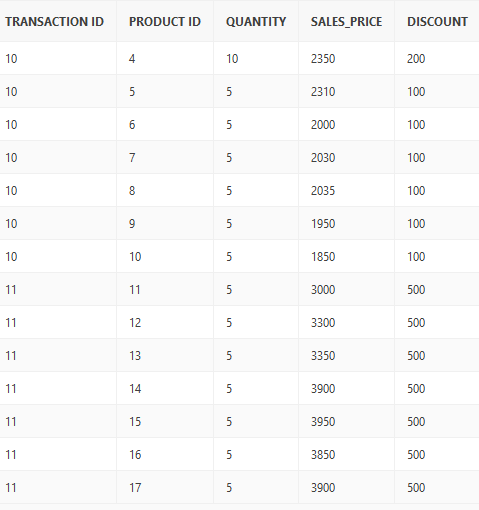 TRANSACTION ID PRODUCT ID QUANTITY SALES_PRICE DISCOUNT
10 4 10 2350 200
10 5 5 2310 100
10 6 5 2000 100
10 7 5 2030 100
10 8 5 2035 100
10 9 5 1950 100
10 10 5 1850 100
11 11 5 3000 500
11 12 5 3300 500
11 13 5 3350 500
11 14 5 3900 500
11 15 5 3950 500
11 16 5 3850 500
11 17 5 3900 500